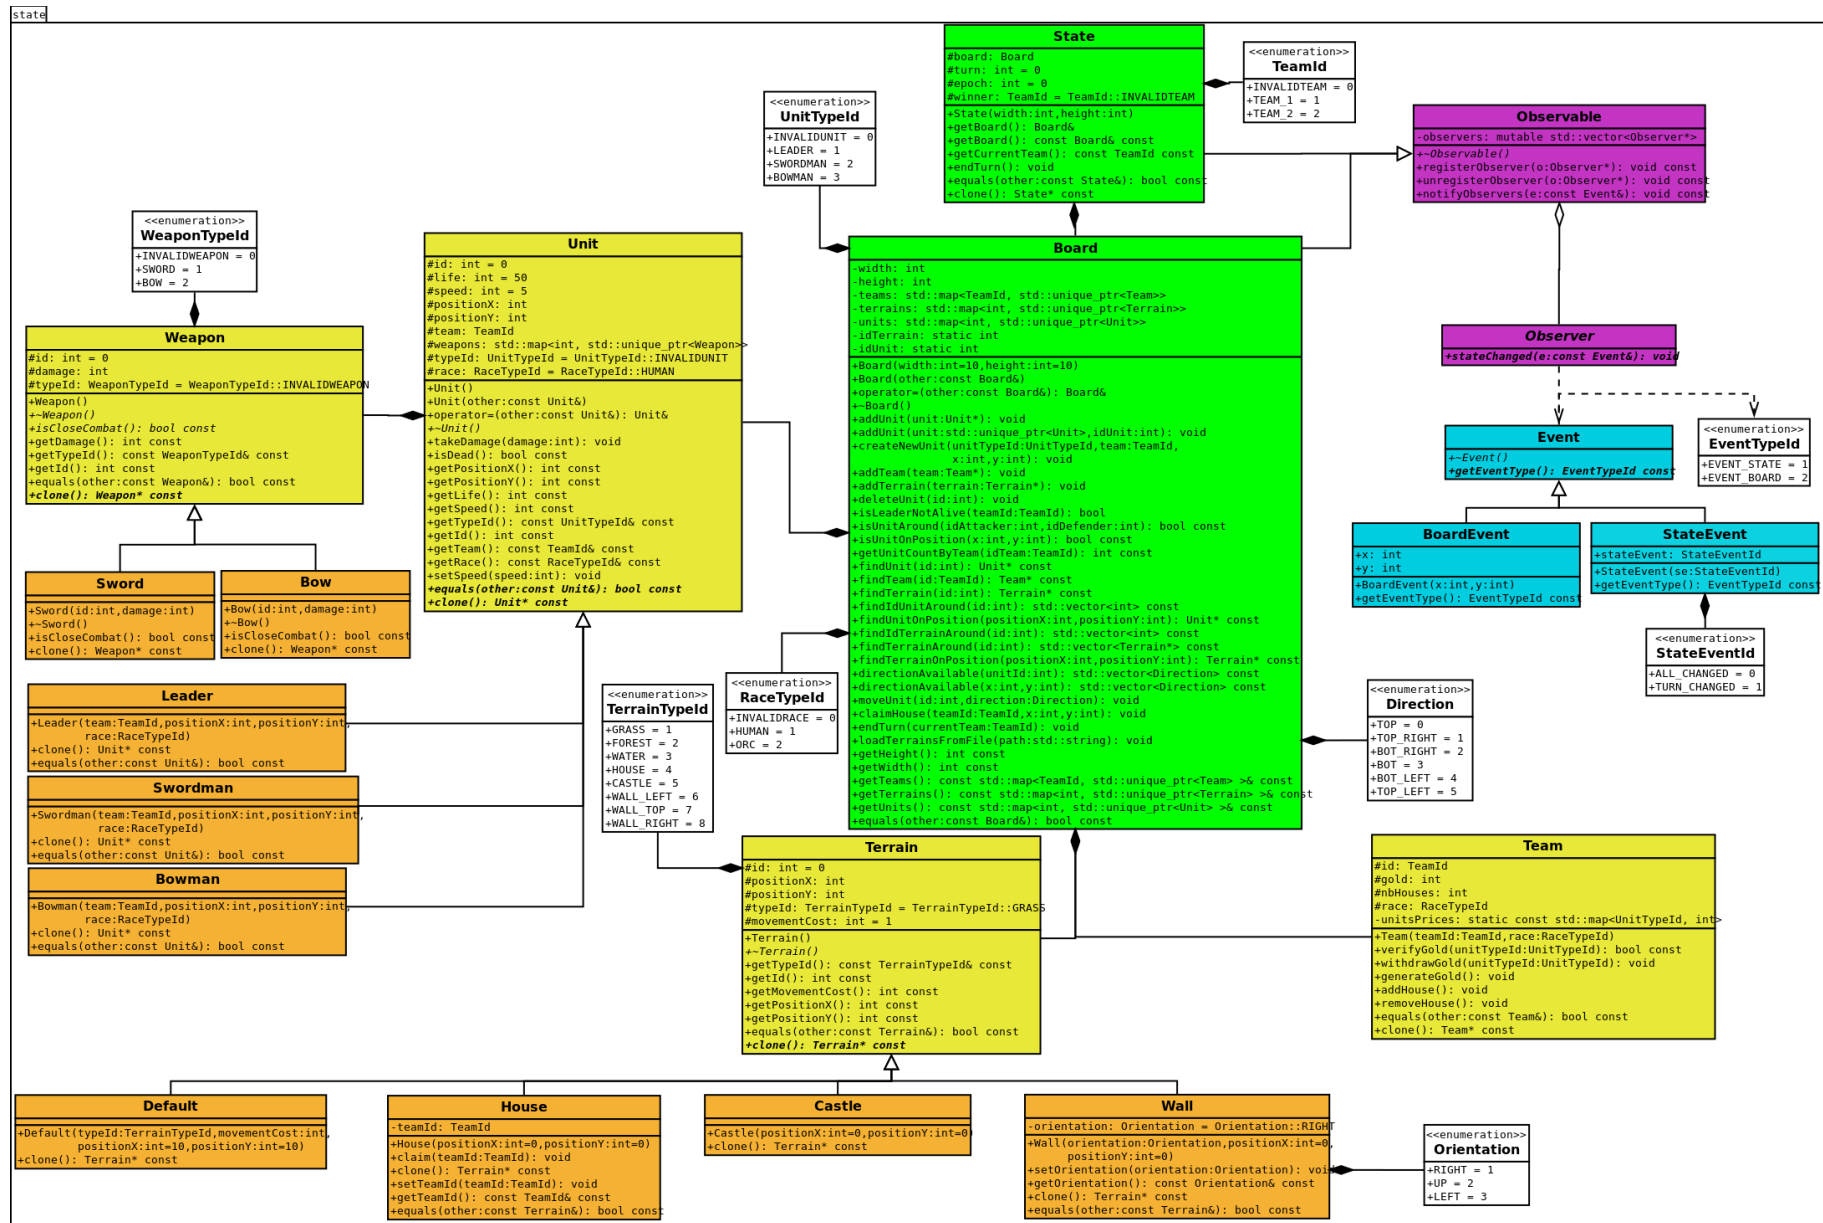 state
State
#board: Board
#turn: int = 0
#epoch: int = 0
#winner: TeamId = TeamId::INVALIDTEAM
+State(width:int,height:int)
+getBoard(): Board&
+getBoard(): const Board& const
+getCurrentTeam(): const TeamId const
+endTurn(): void
+equals(other:const State&): bool const
+clone(): State* const
<<enumeration>>
TeamId
+INVALIDTEAM = 0
+TEAM_1 = 1
+TEAM_2 = 2
<<enumeration>>
UnitTypeId
+INVALIDUNIT = 0
+LEADER = 1
+SWORDMAN = 2
+BOWMAN = 3
Observable
-observers: mutable std::vector<Observer*>
+~Observable()
+registerObserver(o:Observer*): void const
+unregisterObserver(o:Observer*): void const
+notifyObservers(e:const Event&): void const
<<enumeration>>
WeaponTypeId
+INVALIDWEAPON = 0
+SWORD = 1
+BOW = 2
Unit
#id: int = 0
#life: int = 50
#speed: int = 5
#positionX: int
#positionY: int
#team: TeamId
#weapons: std::map<int, std::unique_ptr<Weapon>>
#typeId: UnitTypeId = UnitTypeId::INVALIDUNIT
#race: RaceTypeId = RaceTypeId::HUMAN
+Unit()
+Unit(other:const Unit&)
+operator=(other:const Unit&): Unit&
+~Unit()
+takeDamage(damage:int): void
+isDead(): bool const
+getPositionX(): int const
+getPositionY(): int const
+getLife(): int const
+getSpeed(): int const
+getTypeId(): const UnitTypeId& const
+getId(): int const
+getTeam(): const TeamId& const
+getRace(): const RaceTypeId& const
+setSpeed(speed:int): void
+equals(other:const Unit&): bool const
+clone(): Unit* const
Board
-width: int
-height: int
-teams: std::map<TeamId, std::unique_ptr<Team>>
-terrains: std::map<int, std::unique_ptr<Terrain>>
-units: std::map<int, std::unique_ptr<Unit>>
-idTerrain: static int
-idUnit: static int
+Board(width:int=10,height:int=10)
+Board(other:const Board&)
+operator=(other:const Board&): Board&
+~Board()
+addUnit(unit:Unit*): void
+addUnit(unit:std::unique_ptr<Unit>,idUnit:int): void
+createNewUnit(unitTypeId:UnitTypeId,team:TeamId,
x:int,y:int): void
+addTeam(team:Team*): void
+addTerrain(terrain:Terrain*): void
+deleteUnit(id:int): void
+isLeaderNotAlive(teamId:TeamId): bool
+isUnitAround(idAttacker:int,idDefender:int): bool const
+isUnitOnPosition(x:int,y:int): bool const
+getUnitCountByTeam(idTeam:TeamId): int const
+findUnit(id:int): Unit* const
+findTeam(id:TeamId): Team* const
+findTerrain(id:int): Terrain* const
+findIdUnitAround(id:int): std::vector<int> const
+findUnitOnPosition(positionX:int,positionY:int): Unit* const
+findIdTerrainAround(id:int): std::vector<int> const
+findTerrainAround(id:int): std::vector<Terrain*> const
+findTerrainOnPosition(positionX:int,positionY:int): Terrain* const
+directionAvailable(unitId:int): std::vector<Direction> const
+directionAvailable(x:int,y:int): std::vector<Direction> const
+moveUnit(id:int,direction:Direction): void
+claimHouse(teamId:TeamId,x:int,y:int): void
+endTurn(currentTeam:TeamId): void
+loadTerrainsFromFile(path:std::string): void
+getHeight(): int const
+getWidth(): int const
+getTeams(): const std::map<TeamId, std::unique_ptr<Team> >& const
+getTerrains(): const std::map<int, std::unique_ptr<Terrain> >& const
+getUnits(): const std::map<int, std::unique_ptr<Unit> >& const
+equals(other:const Board&): bool const
Weapon
#id: int = 0
#damage: int
#typeId: WeaponTypeId = WeaponTypeId::INVALIDWEAPON
+Weapon()
+~Weapon()
+isCloseCombat(): bool const
+getDamage(): int const
+getTypeId(): const WeaponTypeId& const
+getId(): int const
+equals(other:const Weapon&): bool const
+clone(): Weapon* const
Observer
+stateChanged(e:const Event&): void
Event
+~Event()
+getEventType(): EventTypeId const
<<enumeration>>
EventTypeId
+EVENT_STATE = 1
+EVENT_BOARD = 2
BoardEvent
+x: int
+y: int
+BoardEvent(x:int,y:int)
+getEventType(): EventTypeId const
StateEvent
+stateEvent: StateEventId
+StateEvent(se:StateEventId)
+getEventType(): EventTypeId const
<<enumeration>>
StateEventId
+ALL_CHANGED = 0
+TURN_CHANGED = 1
Sword
+Sword(id:int,damage:int)
+~Sword()
+isCloseCombat(): bool const
+clone(): Weapon* const
Bow
+Bow(id:int,damage:int)
+~Bow()
+isCloseCombat(): bool const
+clone(): Weapon* const
Leader
+Leader(team:TeamId,positionX:int,positionY:int,
race:RaceTypeId)
+clone(): Unit* const
+equals(other:const Unit&): bool const
Swordman
+Swordman(team:TeamId,positionX:int,positionY:int,
race:RaceTypeId)
+clone(): Unit* const
+equals(other:const Unit&): bool const
Bowman
+Bowman(team:TeamId,positionX:int,positionY:int,
race:RaceTypeId)
+clone(): Unit* const
+equals(other:const Unit&): bool const
<<enumeration>>
TerrainTypeId
+GRASS = 1
+FOREST = 2
+WATER = 3
+HOUSE = 4
+CASTLE = 5
+WALL_LEFT = 6
+WALL_TOP = 7
+WALL_RIGHT = 8
<<enumeration>>
RaceTypeId
+INVALIDRACE = 0
+HUMAN = 1
+ORC = 2
<<enumeration>>
Direction
+TOP = 0
+TOP_RIGHT = 1
+BOT_RIGHT = 2
+BOT = 3
+BOT_LEFT = 4
+TOP_LEFT = 5
Terrain
#id: int = 0
#positionX: int
#positionY: int
#typeId: TerrainTypeId = TerrainTypeId::GRASS
#movementCost: int = 1
+Terrain()
+~Terrain()
+getTypeId(): const TerrainTypeId& const
+getId(): int const
+getMovementCost(): int const
+getPositionX(): int const
+getPositionY(): int const
+equals(other:const Terrain&): bool const
+clone(): Terrain* const
Team
#id: TeamId
#gold: int
#nbHouses: int
#race: RaceTypeId
-unitsPrices: static const std::map<UnitTypeId, int>
+Team(teamId:TeamId,race:RaceTypeId)
+verifyGold(unitTypeId:UnitTypeId): bool const
+withdrawGold(unitTypeId:UnitTypeId): void
+generateGold(): void
+addHouse(): void
+removeHouse(): void
+equals(other:const Team&): bool const
+clone(): Team* const
Default
+Default(typeId:TerrainTypeId,movementCost:int,
positionX:int=10,positionY:int=10)
+clone(): Terrain* const
House
-teamId: TeamId
+House(positionX:int=0,positionY:int=0)
+claim(teamId:TeamId): void
+clone(): Terrain* const
+setTeamId(teamId:TeamId): void
+getTeamId(): const TeamId& const
+equals(other:const Terrain&): bool const
Castle
+Castle(positionX:int=0,positionY:int=0)
+clone(): Terrain* const
Wall
-orientation: Orientation = Orientation::RIGHT
+Wall(orientation:Orientation,positionX:int=0,
positionY:int=0)
+setOrientation(orientation:Orientation): void
+getOrientation(): const Orientation& const
+clone(): Terrain* const
+equals(other:const Terrain&): bool const
<<enumeration>>
Orientation
+RIGHT = 1
+UP = 2
+LEFT = 3